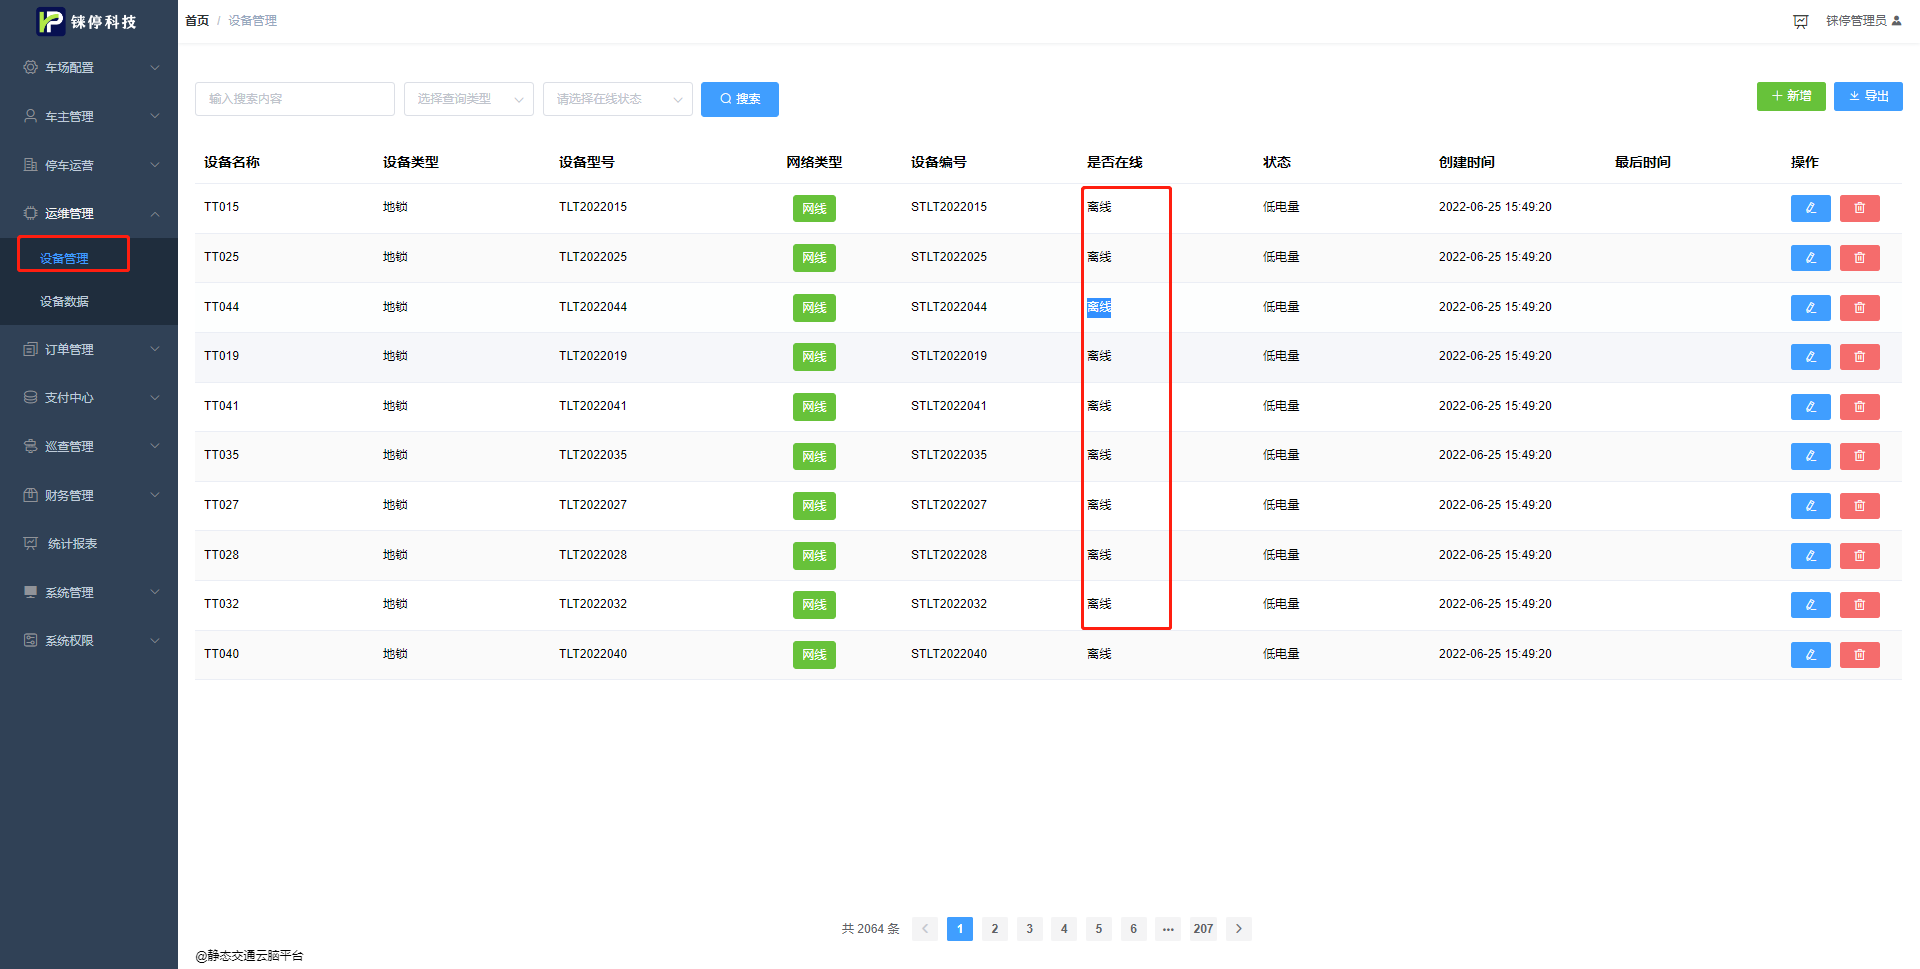 铼停科技
首页 / 设备管理
铼停管理员
车场配置
车主管理
停车运营
运维管理
设备管理
设备数据
订单管理
支付中心
巡查管理
财务管理
统计报表
系统管理
系统权限
输入搜索内容 选择查询类型 请选择在线状态 搜索 新增 导出
设备名称 设备类型 设备型号 网络类型 设备编号 是否在线 状态 创建时间 最后时间 操作
TT015 地锁 TLT2022015 网线 STLT2022015 离线 低电量 2022-06-25 15:49:20
TT025 地锁 TLT2022025 网线 STLT2022025 离线 低电量 2022-06-25 15:49:20
TT044 地锁 TLT2022044 网线 STLT2022044 离线 低电量 2022-06-25 15:49:20
TT019 地锁 TLT2022019 网线 STLT2022019 离线 低电量 2022-06-25 15:49:20
TT041 地锁 TLT2022041 网线 STLT2022041 离线 低电量 2022-06-25 15:49:20
TT035 地锁 TLT2022035 网线 STLT2022035 离线 低电量 2022-06-25 15:49:20
TT027 地锁 TLT2022027 网线 STLT2022027 离线 低电量 2022-06-25 15:49:20
TT028 地锁 TLT2022028 网线 STLT2022028 离线 低电量 2022-06-25 15:49:20
TT032 地锁 TLT2022032 网线 STLT2022032 离线 低电量 2022-06-25 15:49:20
TT040 地锁 TLT2022040 网线 STLT2022040 离线 低电量 2022-06-25 15:49:20
共 2064 条 1 2 3 4 5 6 ••• 207
@静态交通云脑平台